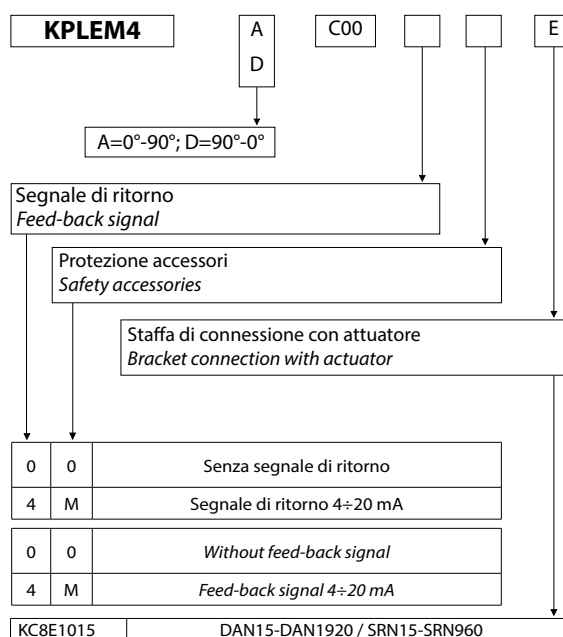 KPLEM4 A C00 E
D
A=0°-90°; D=90°-0°
Segnale di ritorno
Feed-back signal
Protezione accessori
Safety accessories
Staffa di connessione con attuatore
Bracket connection with actuator
0 0 Senza segnale di ritorno
4 M Segnale di ritorno 4÷20 mA
0 0 Without feed-back signal
4 M Feed-back signal 4÷20 mA
KC8E1015 DAN15-DAN1920 / SRN15-SRN960